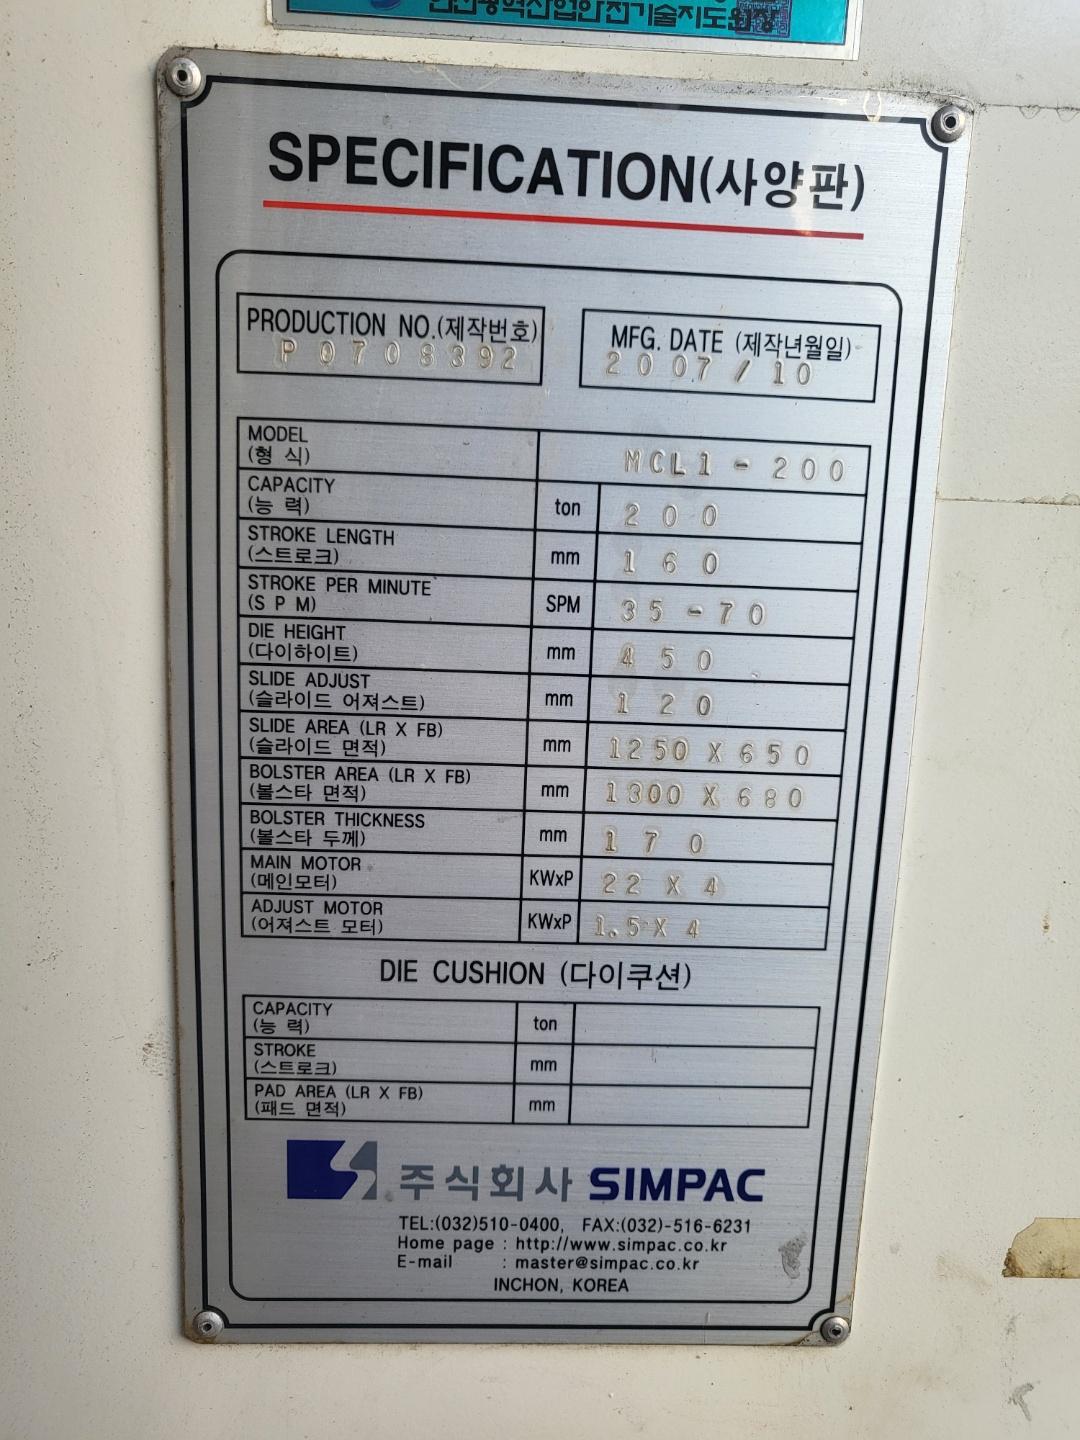 SPECIFICATION(사양판)
PRODUCTION NO.(제작번호)
P0708392
MFG. DATE (제작년월일)
2007/10
MODEL
(형 식)
MCL1-200
CAPACITY
(능 력)
ton
200
STROKE LENGTH
(스트로크)
mm
160
STROKE PER MINUTE
(S P M)
SPM
35-70
DIE HEIGHT
(다이하이트)
mm
450
SLIDE ADJUST
(슬라이드 어져스트)
mm
120
SLIDE AREA (LR X FB)
(슬라이드 면적)
mm
1250 X 650
BOLSTER AREA (LR X FB)
(볼스타 면적)
mm
1300 X 680
BOLSTER THICKNESS
(볼스타 두께)
mm
170
MAIN MOTOR
(메인모터)
KWxP
22 X 4
ADJUST MOTOR
(어져스트 모터)
KWxP
1.5 X 4
DIE CUSHION (다이쿠션)
CAPACITY
(능 력)
ton
STROKE
(스트로크)
mm
PAD AREA (LR X FB)
(패드 면적)
mm
주식회사 SIMPAC
TEL:(032)510-0400, FAX:(032)-516-6231
Home page : http://www.simpac.co.kr
E-mail : master@simpac.co.kr
INCHON, KOREA